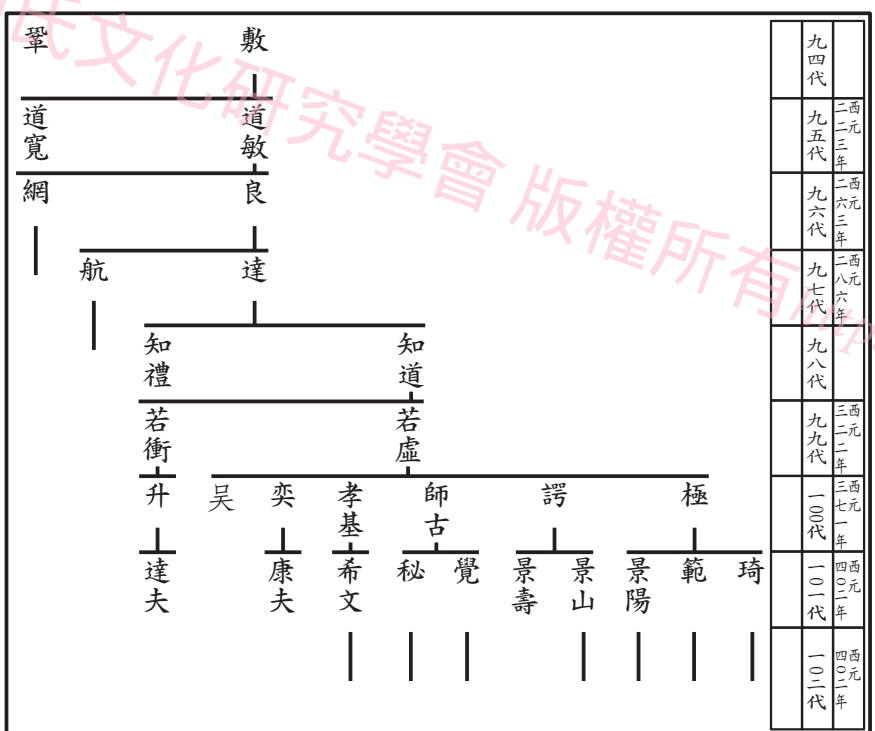 西元二二三年
西元二六三年
西元二八六年
西元三二一年
西元三七一年
西元四〇一年
西元四〇二年
九四代
九五代
九六代
九七代
九八代
九九代
一〇〇代
一〇一代
一〇二代
敷
鞏
道敏
道寬
良
網
達
航
知道
知禮
若虛
若衝
極
諤
師古
孝基
奕
吴
升
琦
範
景陽
景山
景壽
覺
秘
希文
康夫
達夫
氏文化研究學會 版權所有 http